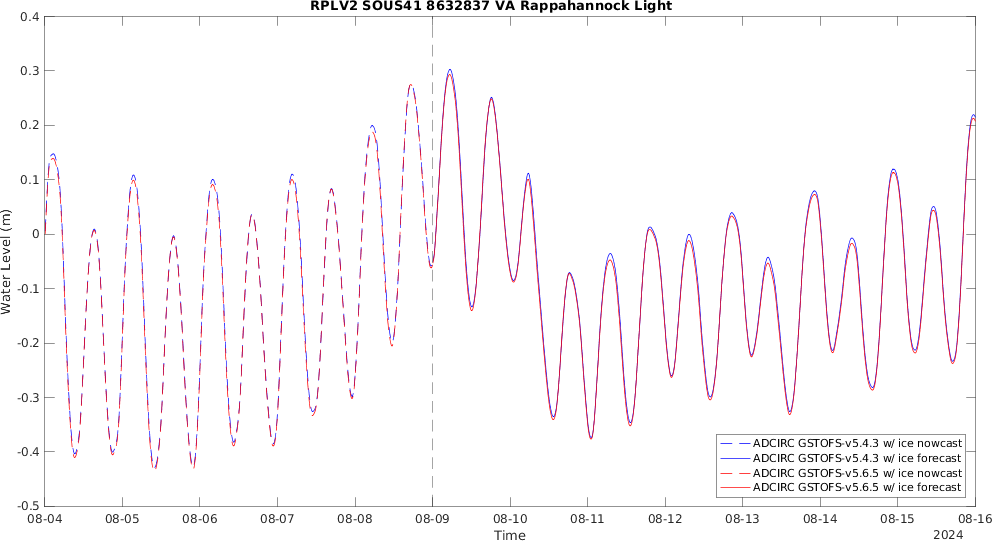 RPLV2 SOUS41 8632837 VA Rappahannock Light
0.4
0.3
0.2
0.1
0
-0.1
-0.2
-0.3
-0.4
-0.5
Water Level (m)
ADCIRC GSTOFS-v5.4.3 w/ ice nowcast
ADCIRC GSTOFS-v5.4.3 w/ ice forecast
ADCIRC GSTOFS-v5.6.5 w/ ice nowcast
ADCIRC GSTOFS-v5.6.5 w/ ice forecast
08-04 08-05 08-06 08-07 08-08 08-09 08-10 08-11 08-12 08-13 08-14 08-15 08-16
Time
2024